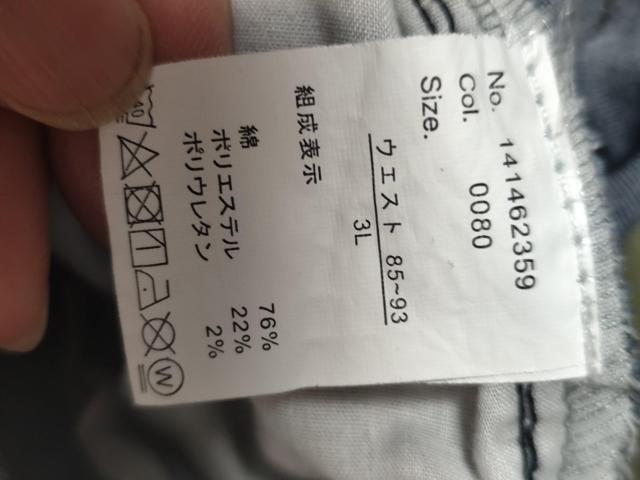 No. 141462359
Col. 0080
Size.
ウエスト 85~93
3L
組成表示
綿 76%
ポリエステル 22%
ポリウレタン 2%
40
W